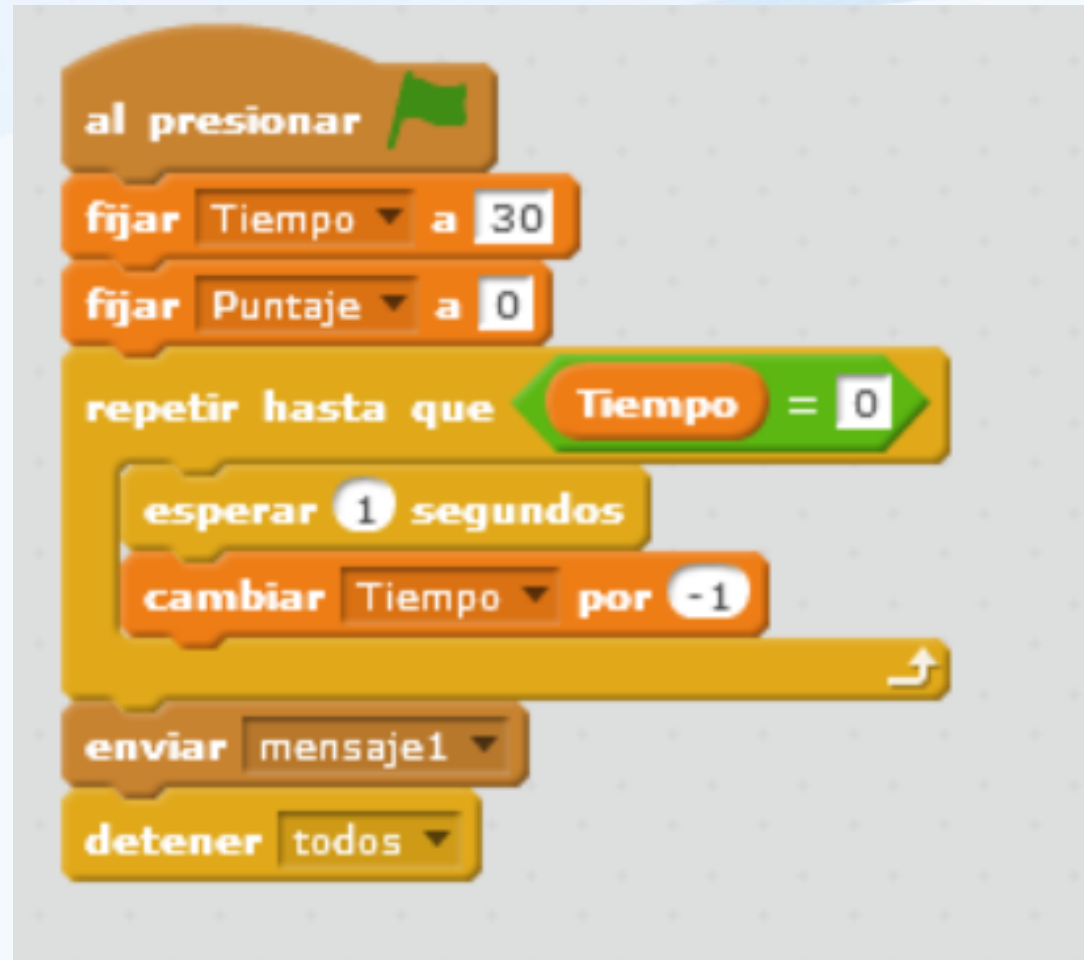 al presionar
fijar Tiempo a 30
fijar Puntaje a 0
repetir hasta que Tiempo = 0
esperar 1 segundos
cambiar Tiempo por -1
enviar mensaje1
detener todos